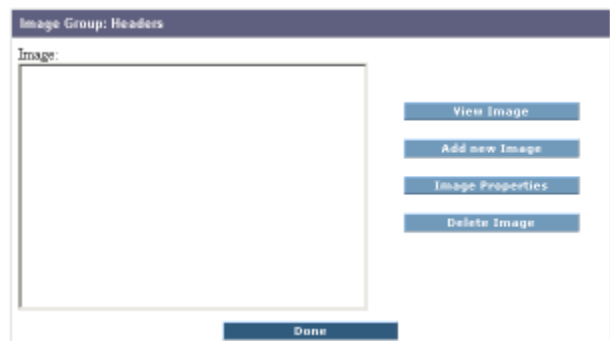 Image Group: Headers
Image:
View Image
Add new Image
Image Properties
Delete Image
Done